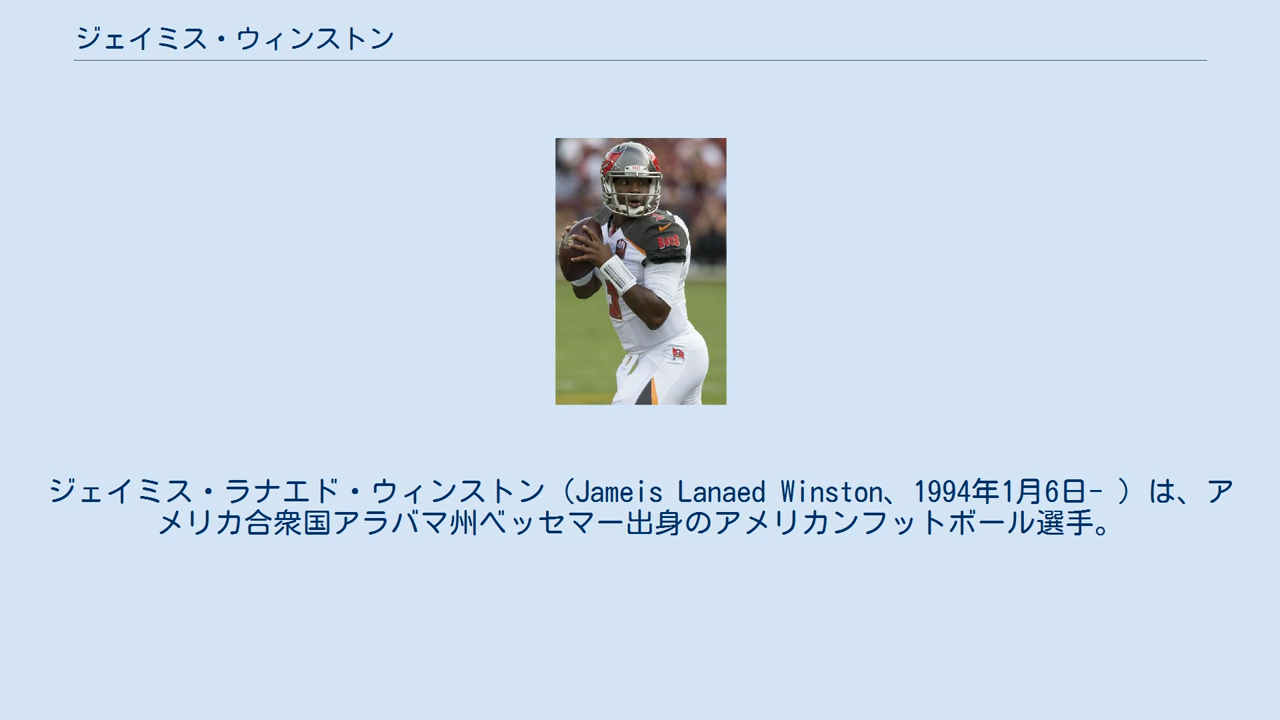 ジェイミス・ウィンストン
BUCS
3
ジェイミス・ラナエド・ウィンストン（Jameis Lanaed Winston、1994年1月6日- ）は、ア
メリカ合衆国アラバマ州ベッセマー出身のアメリカンフットボール選手。